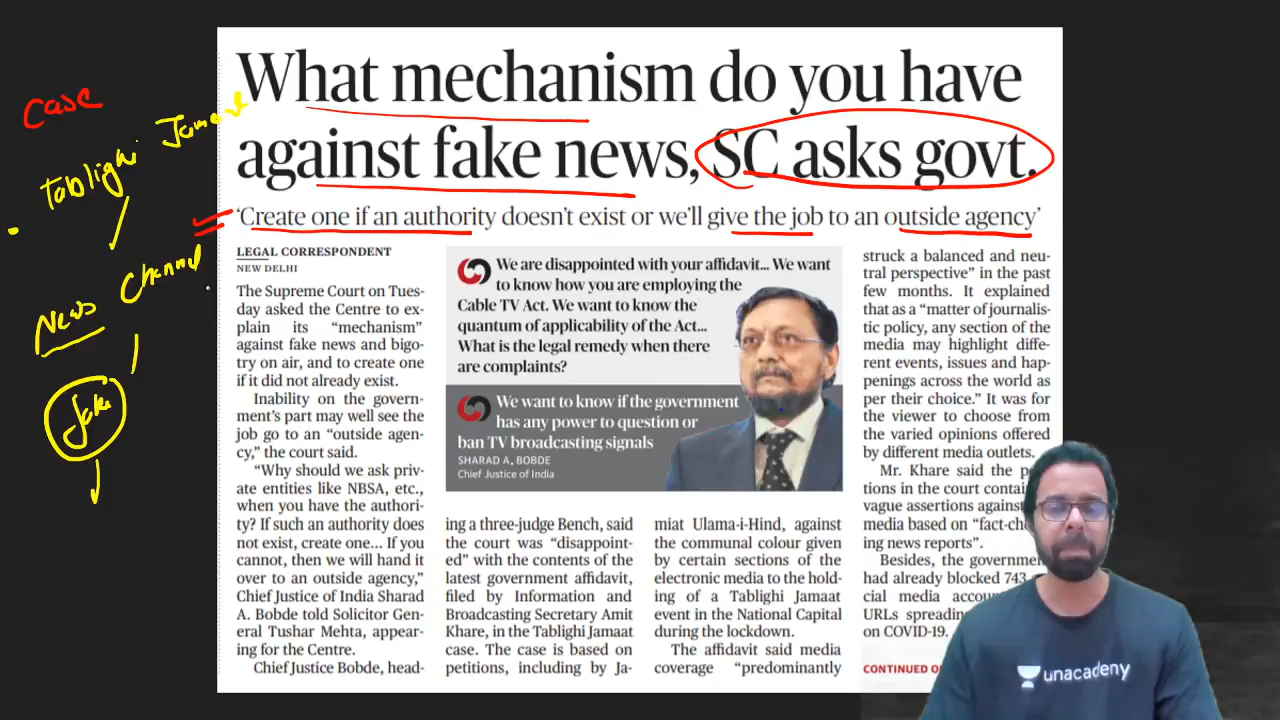 Case
Tablighi Jamaat
News Channel
fake
What mechanism do you have
against fake news, SC asks govt.
‘Create one if an authority doesn’t exist or we’ll give the job to an outside agency’
LEGAL CORRESPONDENT
NEW DELHI
The Supreme Court on Tues-
day asked the Centre to ex-
plain its “mechanism”
against fake news and bigo-
try on air, and to create one
if it did not already exist.
Inability on the govern-
ment’s part may well see the
job go to an “outside agen-
cy,” the court said.
“Why should we ask priv-
ate entities like NBSA, etc.,
when you have the authori-
ty? If such an authority does
not exist, create one... If you
cannot, then we will hand it
over to an outside agency,”
Chief Justice of India Sharad
A. Bobde told Solicitor Gen-
eral Tushar Mehta, appear-
ing for the Centre.
Chief Justice Bobde, head-
We are disappointed with your affidavit... We want
to know how you are employing the
Cable TV Act. We want to know the
quantum of applicability of the Act...
What is the legal remedy when there
are complaints?
We want to know if the government
has any power to question or
ban TV broadcasting signals
SHARAD A, BOBDE
Chief Justice of India
ing a three-judge Bench, said
the court was “disappoint-
ed” with the contents of the
latest government affidavit,
filed by Information and
Broadcasting Secretary Amit
Khare, in the Tablighi Jamaat
case. The case is based on
petitions, including by Ja-
miat Ulama-i-Hind, against
the communal colour given
by certain sections of the
electronic media to the hold-
ing of a Tablighi Jamaat
event in the National Capital
during the lockdown.
The affidavit said media
coverage “predominantly
struck a balanced and neu-
tral perspective” in the past
few months. It explained
that as a “matter of journalis-
tic policy, any section of the
media may highlight diffe-
rent events, issues and hap-
penings across the world as
per their choice.” It was for
the viewer to choose from
the varied opinions offered
by different media outlets.
Mr. Khare said the
tions in the court
vague assertions against
media based on
ing news reports”.
Besides, the
had already blocked 743
cial media
URLs
on COVID-19.
CONTINUED
unacademy